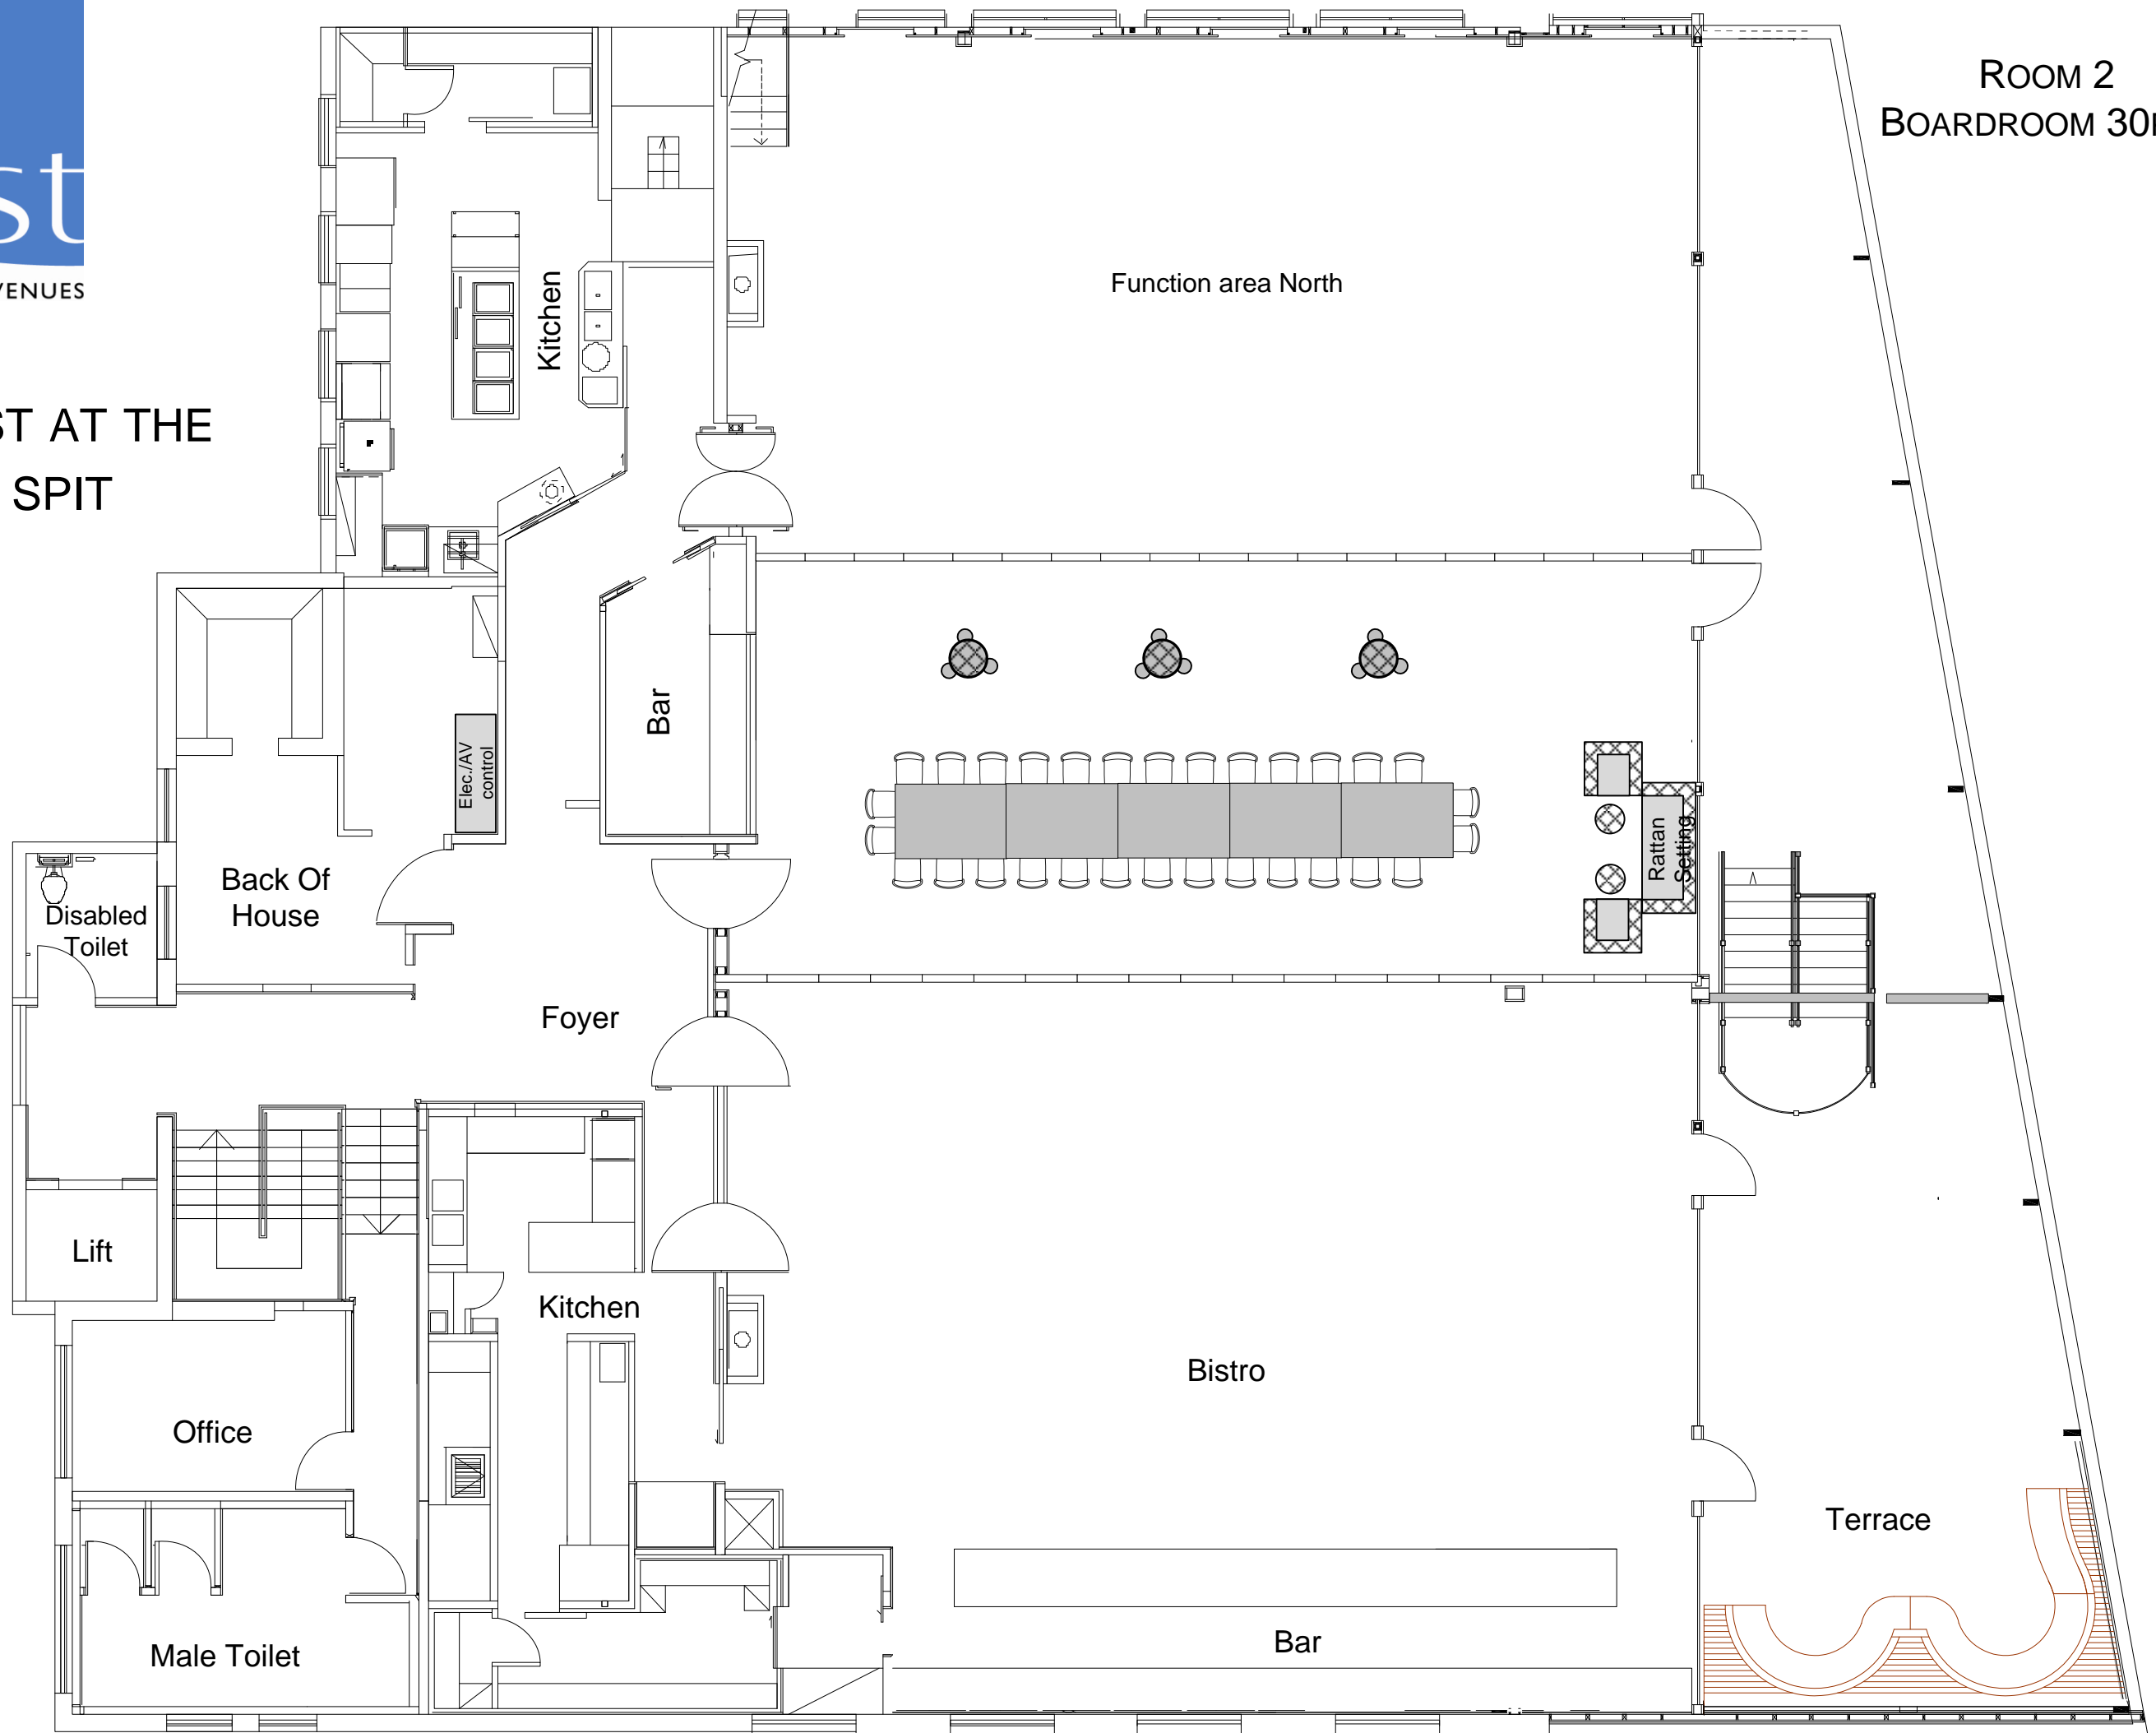 st
VENUES
ST AT THE
SPIT
ROOM 2
BOARDROOM 30
Function area North
Kitchen
Bar
Elec./AV
control
Rattan
Setting
Back Of
House
Disabled
Toilet
Foyer
Lift
Kitchen
Bistro
Office
Terrace
Male Toilet
Bar